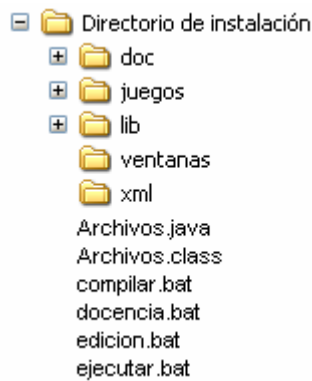 Directorio de instalación
doc
juegos
lib
ventanas
xml
Archivos.java
Archivos.class
compilar.bat
docencia.bat
edicion.bat
ejecutar.bat